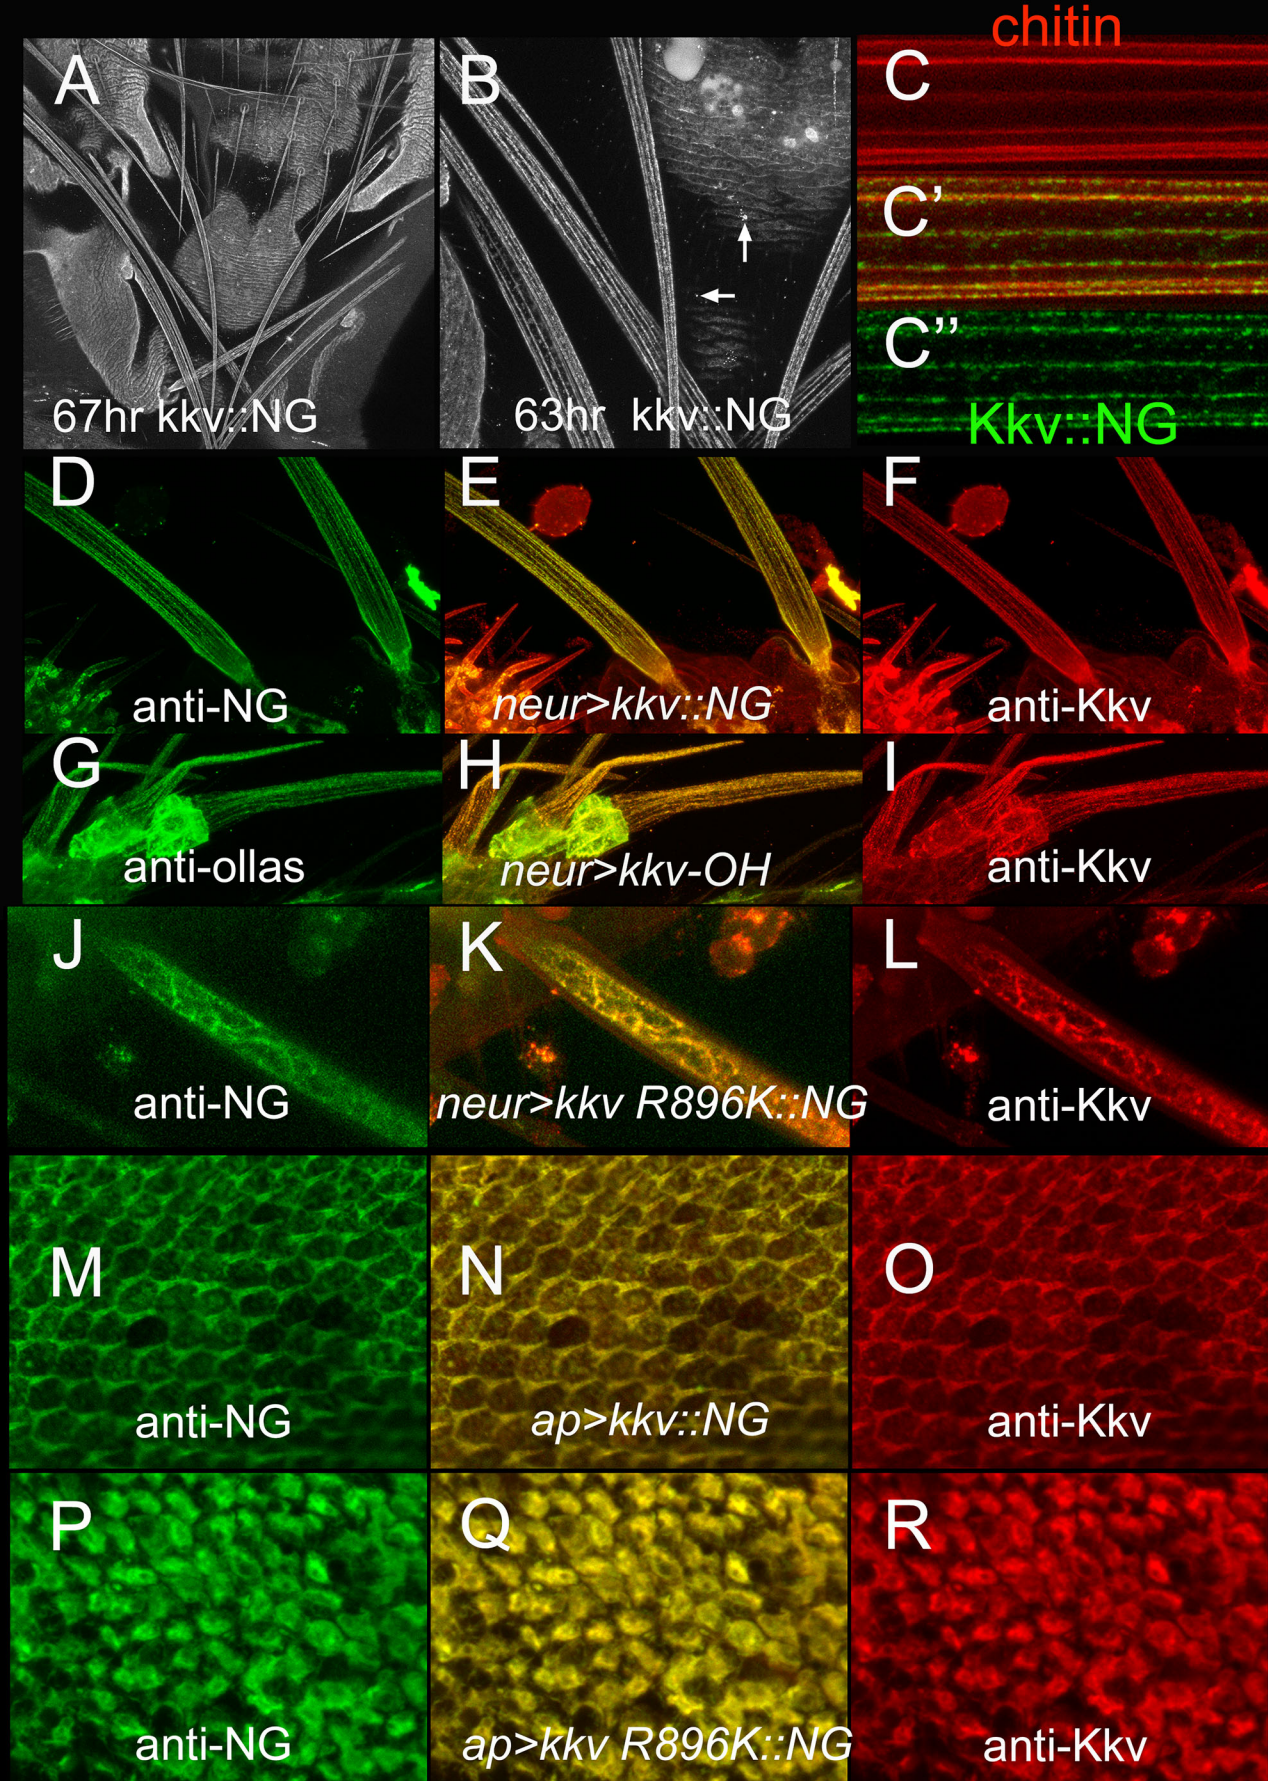 chitin
A
B
C
C’
C’’
67hr kkv::NG
63hr kkv::NG
Kkv::NG
D
E
F
anti-NG
neur>kkv::NG
anti-Kkv
G
H
I
anti-ollas
neur>kkv-OH
anti-Kkv
J
K
L
anti-NG
neur>kkv R896K::NG
anti-Kkv
M
N
O
anti-NG
ap>kkv::NG
anti-Kkv
P
Q
R
anti-NG
ap>kkv R896K::NG
anti-Kkv